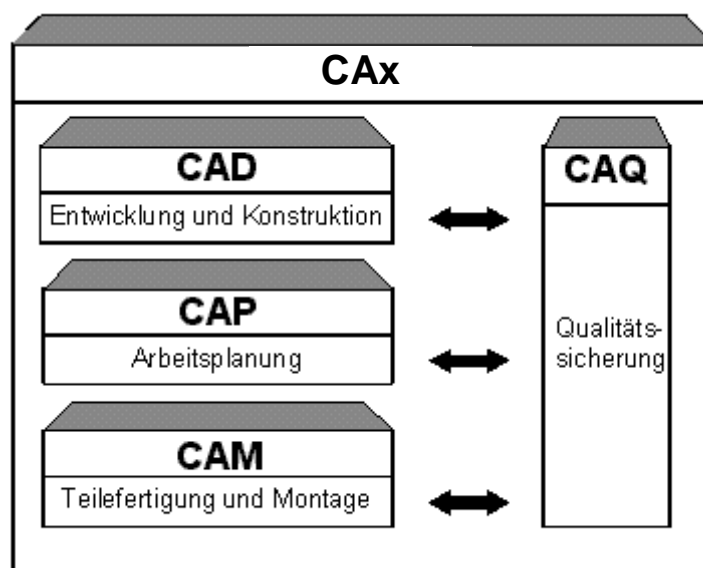 CAx
CAD
Entwicklung und Konstruktion
CAP
Arbeitsplanung
CAM
Teilefertigung und Montage
CAQ
Qualitäts-
sicherung